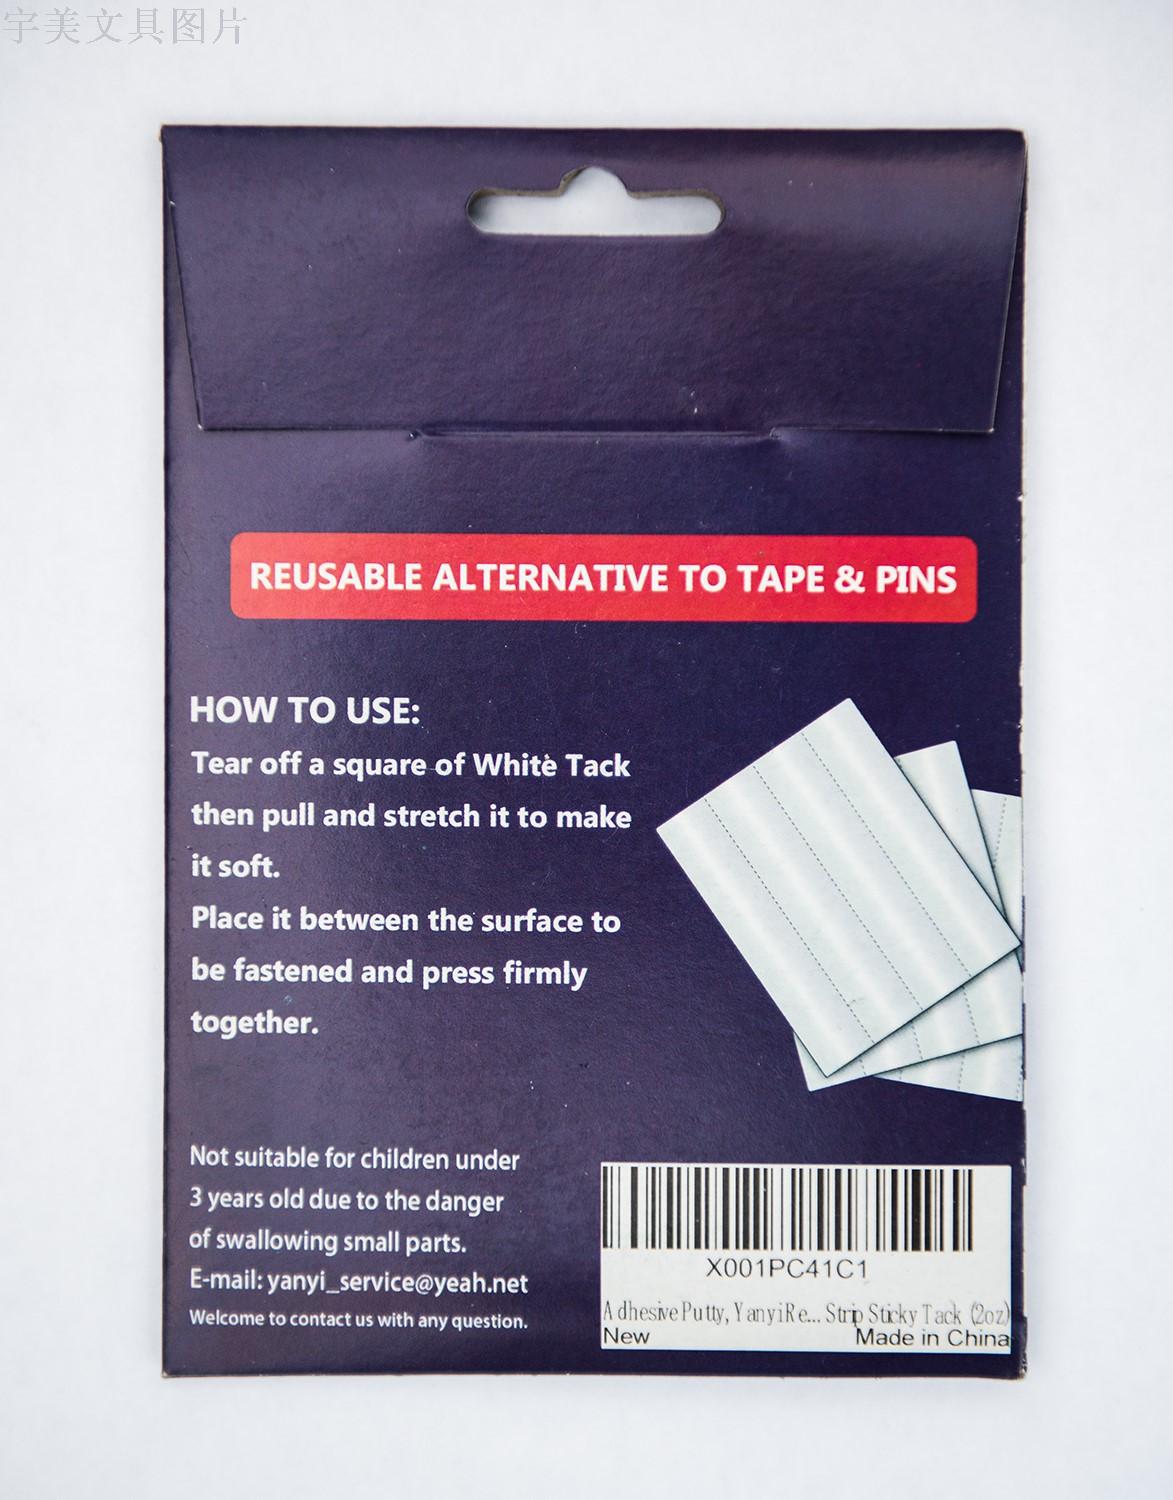 宇美文具图片
REUSABLE ALTERNATIVE TO TAPE & PINS
HOW TO USE:
Tear off a square of White Tack
then pull and stretch it to make
it soft.
Place it between the surface to
be fastened and press firmly
together.
Not suitable for children under
3 years old due to the danger
of swallowing small parts.
E-mail: yanyi_service@yeah.net
Welcome to contact us with any question.
X001PC41C1
Adhesive Putty, Yanyi Re... Strip Sticky Tack (2oz)
New Made in China